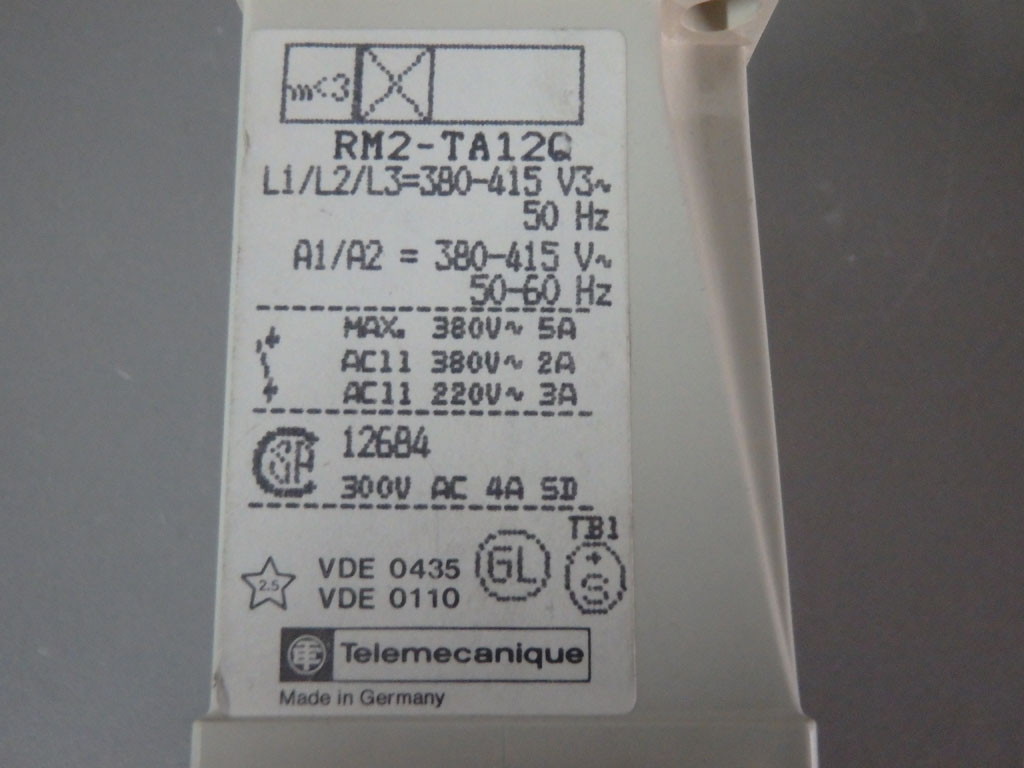 m<3
RM2-TA12Q
L1/L2/L3=380-415 V3~
50 Hz
A1/A2 = 380-415 V~
50-60 Hz
MAX. 380V~ 5A
AC11 380V~ 2A
AC11 220V~ 3A
12684
300V AC 4A SD
TB1
2.5
VDE 0435
GL
+
S
VDE 0110
TE Telemecanique
Made in Germany